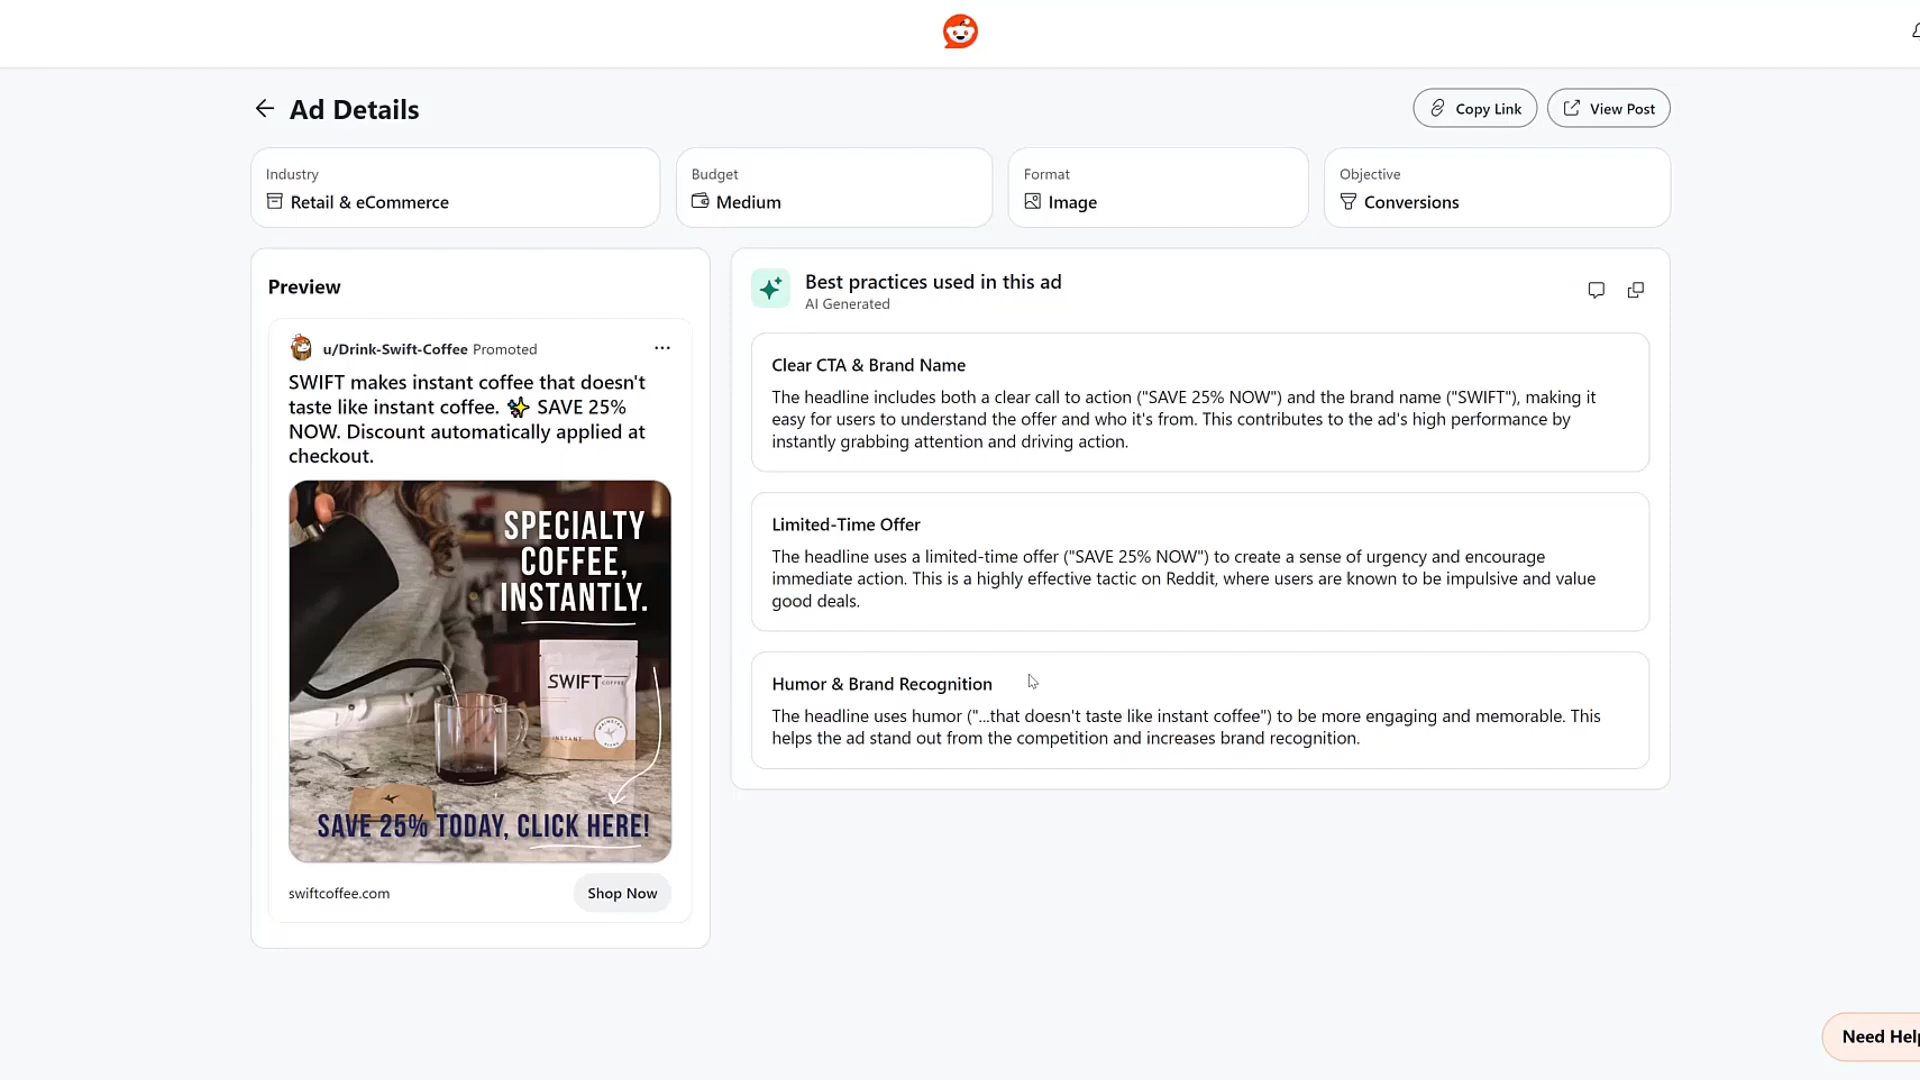 Ad Details
Copy Link
View Post
Industry
Retail & eCommerce
Budget
Medium
Format
Image
Objective
Conversions
Preview
u/Drink-Swift-Coffee Promoted
SWIFT makes instant coffee that doesn't
taste like instant coffee. ✨ SAVE 25%
NOW. Discount automatically applied at
checkout.
SPECIALTY
COFFEE,
INSTANTLY.
SWIFT COFFEE
INSTANT
SAVE 25% TODAY, CLICK HERE!
swiftcoffee.com
Shop Now
Best practices used in this ad
AI Generated
Clear CTA & Brand Name
The headline includes both a clear call to action ("SAVE 25% NOW") and the brand name ("SWIFT"), making it
easy for users to understand the offer and who it's from. This contributes to the ad's high performance by
instantly grabbing attention and driving action.
Limited-Time Offer
The headline uses a limited-time offer ("SAVE 25% NOW") to create a sense of urgency and encourage
immediate action. This is a highly effective tactic on Reddit, where users are known to be impulsive and value
good deals.
Humor & Brand Recognition
The headline uses humor ("...that doesn't taste like instant coffee") to be more engaging and memorable. This
helps the ad stand out from the competition and increases brand recognition.
Need Help